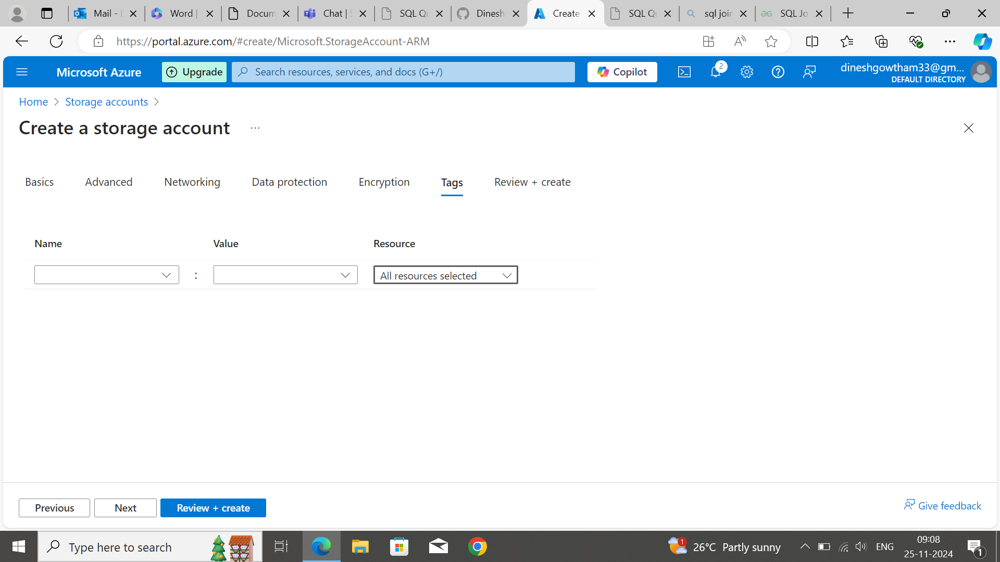 Mail - Word | Docum Chat | SQL Qu Dinesh Create SQL Qu sql join SQL Jo
https://portal.azure.com/#create/Microsoft.StorageAccount-ARM
Microsoft Azure Upgrade Search resources, services, and docs (G+/) Copilot 2 dineshgowtham33@gm...
DEFAULT DIRECTORY
Home > Storage accounts >
Create a storage account ...
Basics Advanced Networking Data protection Encryption Tags Review + create
Name Value Resource
: All resources selected
Previous Next Review + create Give feedback
Type here to search 1 26°C Partly sunny ENG 09:08
25-11-2024 1